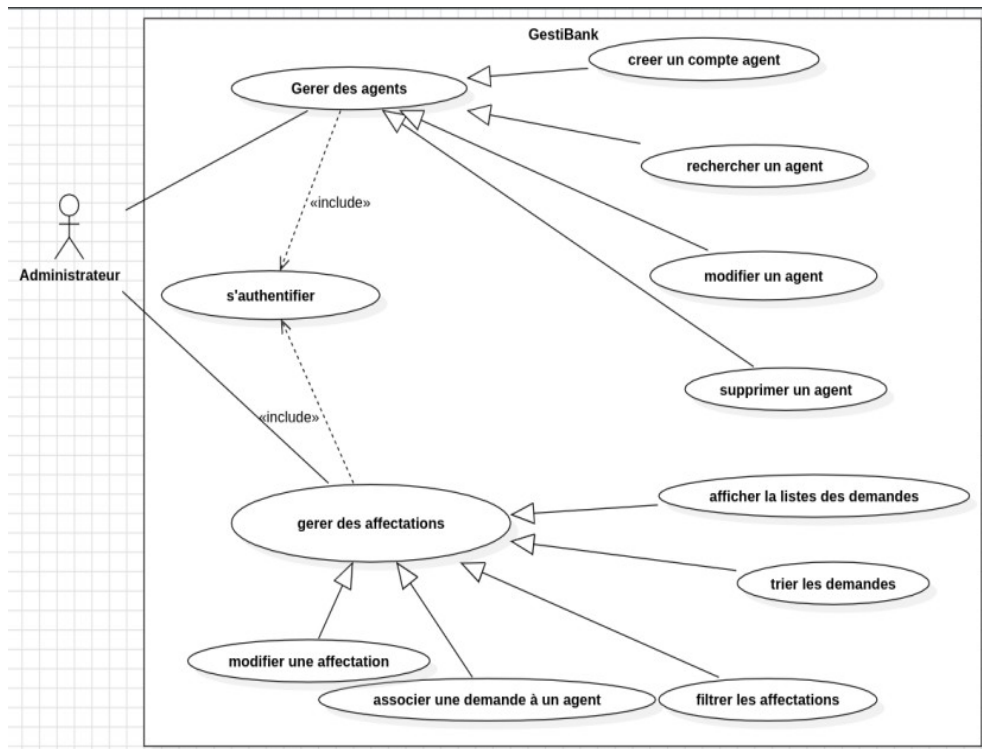 GestiBank
creer un compte agent
Gerer des agents
rechercher un agent
«include»
Administrateur
modifier un agent
s'authentifier
supprimer un agent
«include»
afficher la listes des demandes
gerer des affectations
trier les demandes
modifier une affectation
associer une demande à un agent
filtrer les affectations